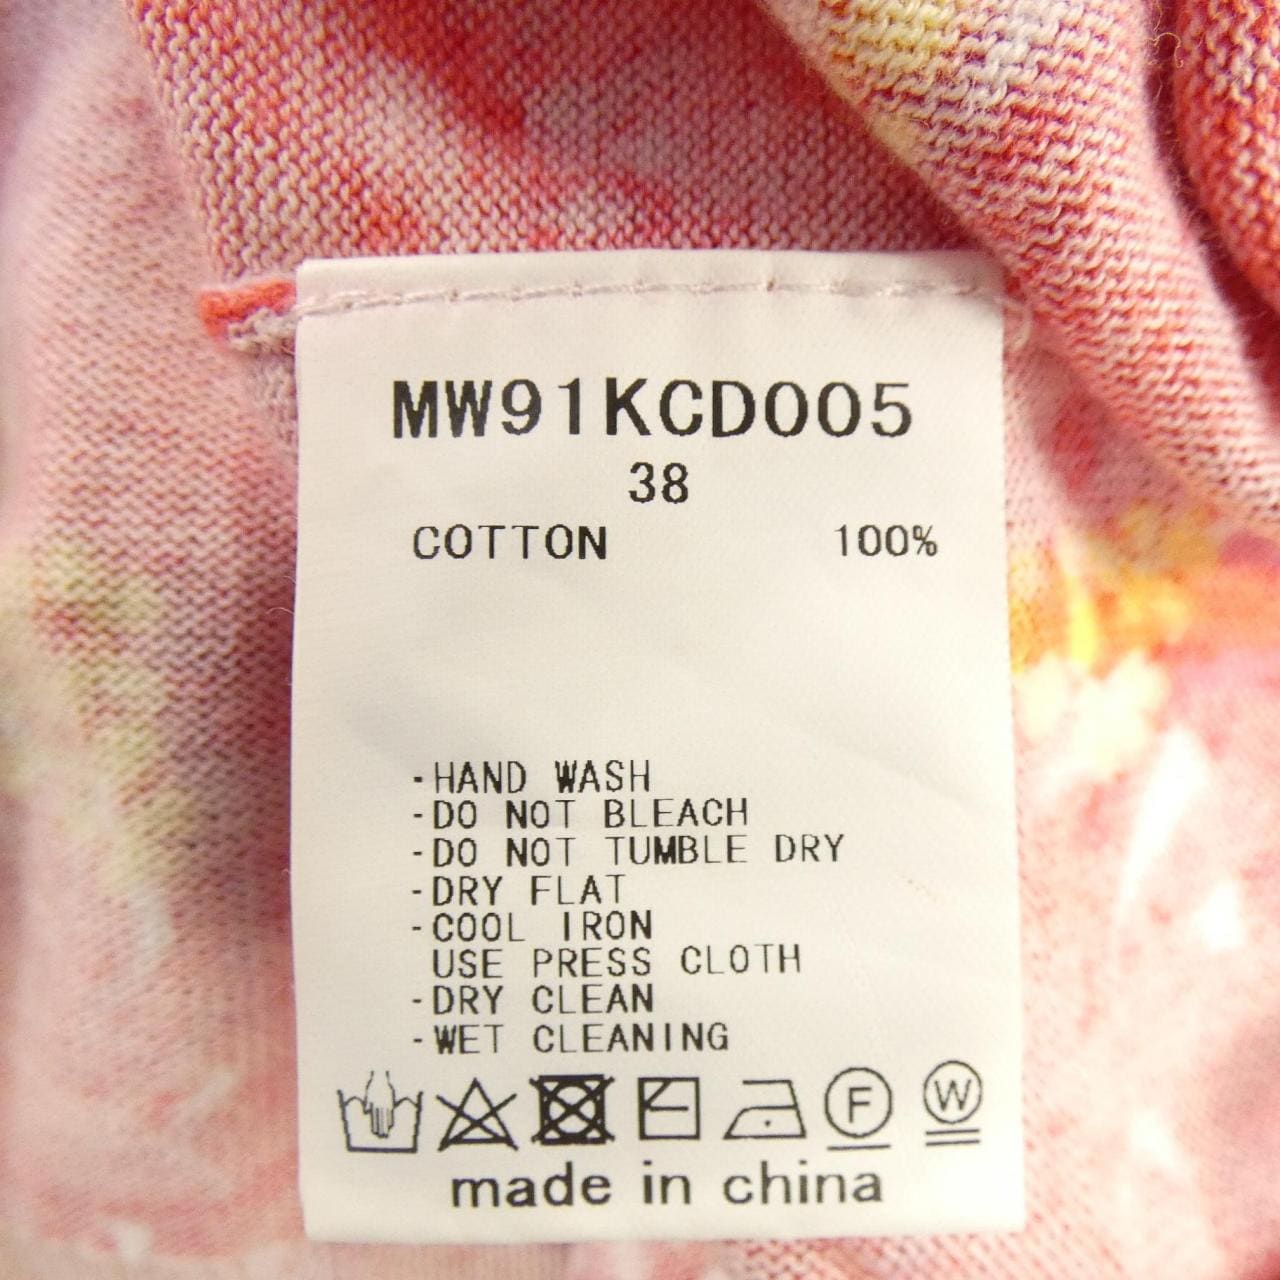 MW91KCD005
38
COTTON 100%
-HAND WASH
-DO NOT BLEACH
-DO NOT TUMBLE DRY
-DRY FLAT
-COOL IRON
USE PRESS CLOTH
-DRY CLEAN
-WET CLEANING
F W
made in china